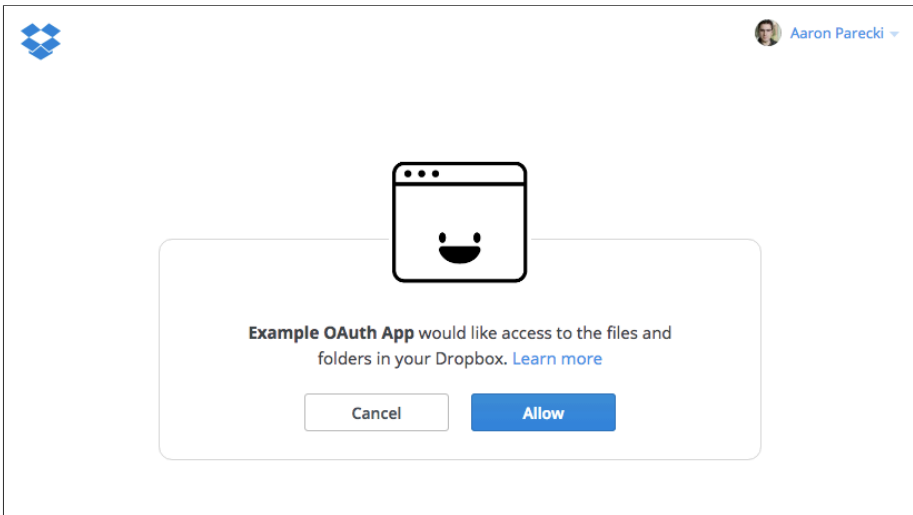 Aaron Parecki
Example OAuth App would like access to the files and
folders in your Dropbox. Learn more
Cancel
Allow